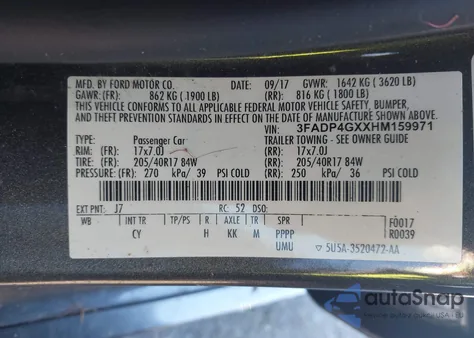 MFD. BY FORD MOTOR CO. DATE: 09/17 GVWR: 1642 KG ( 3620 LB)
GAWR: (FR) 862 KG ( 1900 LB) (RR): 816 KG ( 1800 LB)
THIS VEHICLE CONFORMS TO ALL APPLICABLE FEDERAL MOTOR VEHICLE SAFETY, BUMPER,
AND THEFT PREVENTION STANDARDS IN EFFECT ON THE DATE OF MANUFACTURE SHOWN ABOVE.
VIN: 3FADP4GXXHM159971
TYPE: Passenger Car TRAILER TOWING - SEE OWNER GUIDE
RIM: (FR) 17x7.0J (RR) 17x7.0J
TIRES: (FR) 205/40R17 84W (RR) 205/40R17 84W
PRESSURE: (FR) 270 kPa/ 39 PSI COLD (RR) 250 kPa/ 36 PSI COLD
EXT PNT: J7 RC: 52 DSO:
WB INT TR TP/PS R AXLE TR SPR F0017
CY H KK M PPPP R0039
UMU 5U5A-3520472-AA
autoSnap